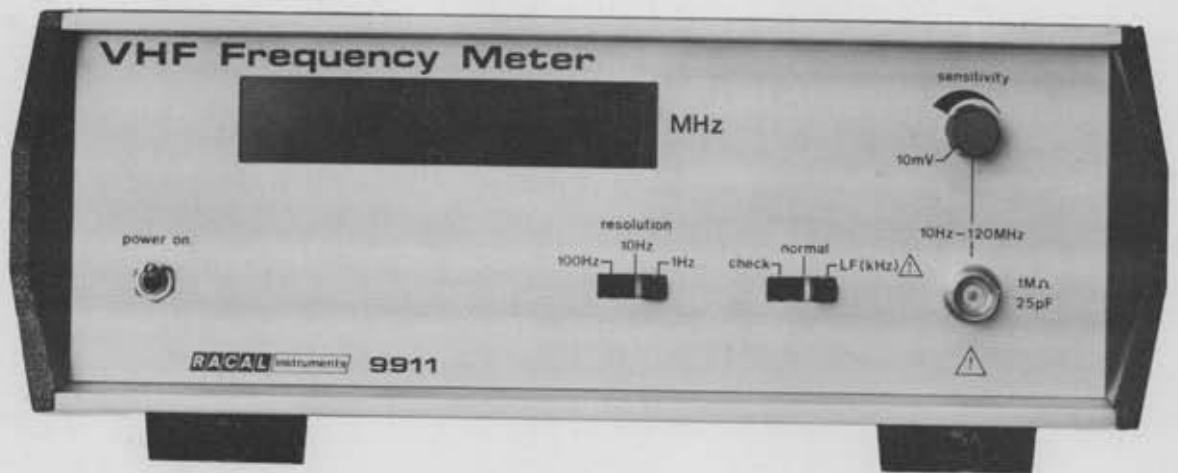 VHF Frequency Meter
MHz
sensitivity
10mV
10Hz-120MHz
1MΩ
25pF
power on
resolution
10Hz
100Hz
1Hz
normal
check
LF(kHz)
RACAL instruments 9911